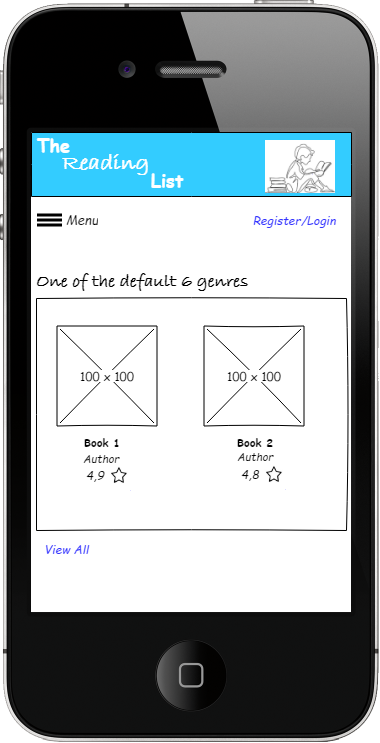 The
Reading
List
Menu
Register/Login
One of the default 6 genres
100 x 100
100 x 100
Book 1
Book 2
Author
Author
4,9
4,8
View All